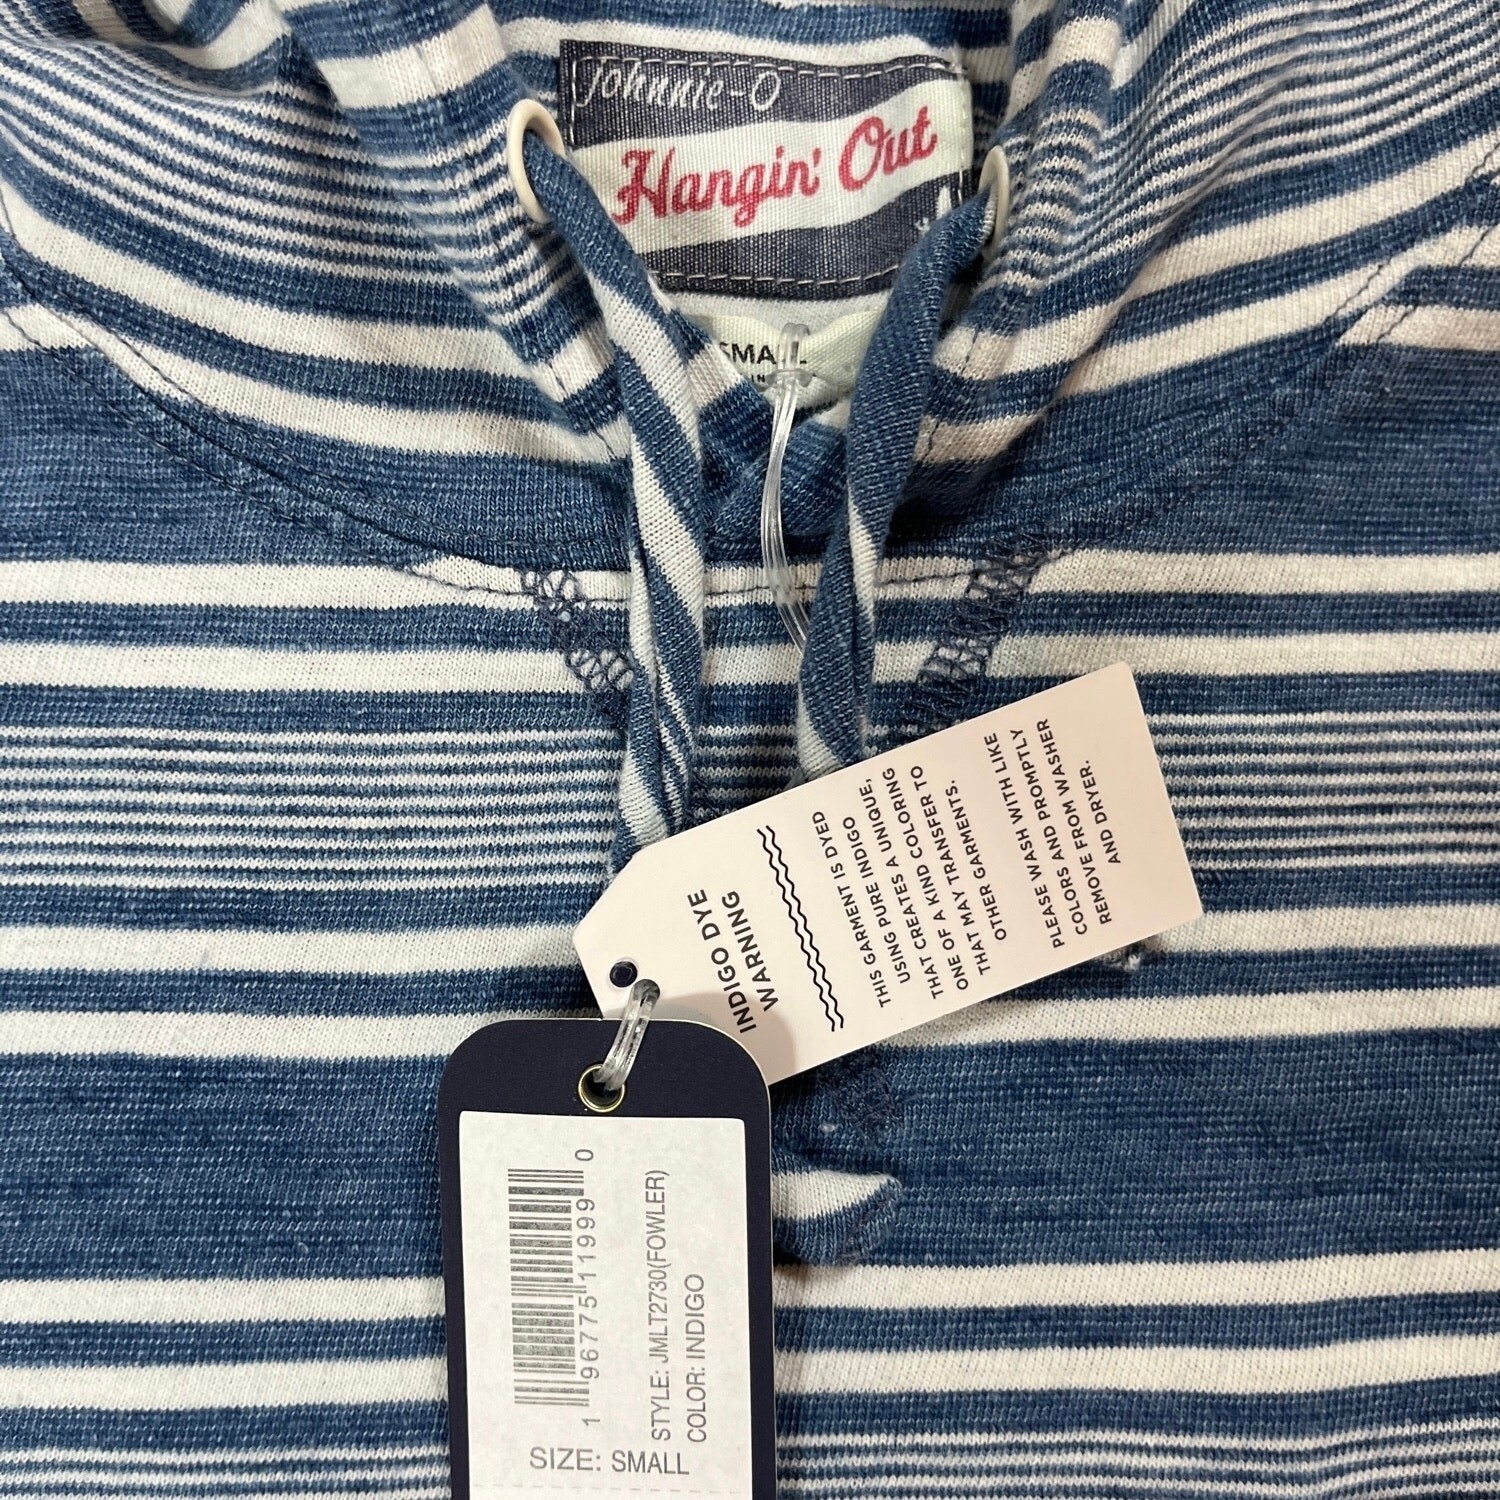 johnnie-O
Hangin' Out
SMALL
IN
INDIGO DYE
WARNING
THIS GARMENT IS DYED
USING PURE INDIGO
THAT CREATES A UNIQUE,
ONE OF A KIND COLORING
THAT MAY TRANSFER TO
OTHER GARMENTS.
PLEASE WASH WITH LIKE
COLORS AND PROMPTLY
REMOVE FROM WASHER
AND DRYER.
1 96775 11999 0
STYLE: JMLT2730(FOWLER)
COLOR: INDIGO
SIZE: SMALL